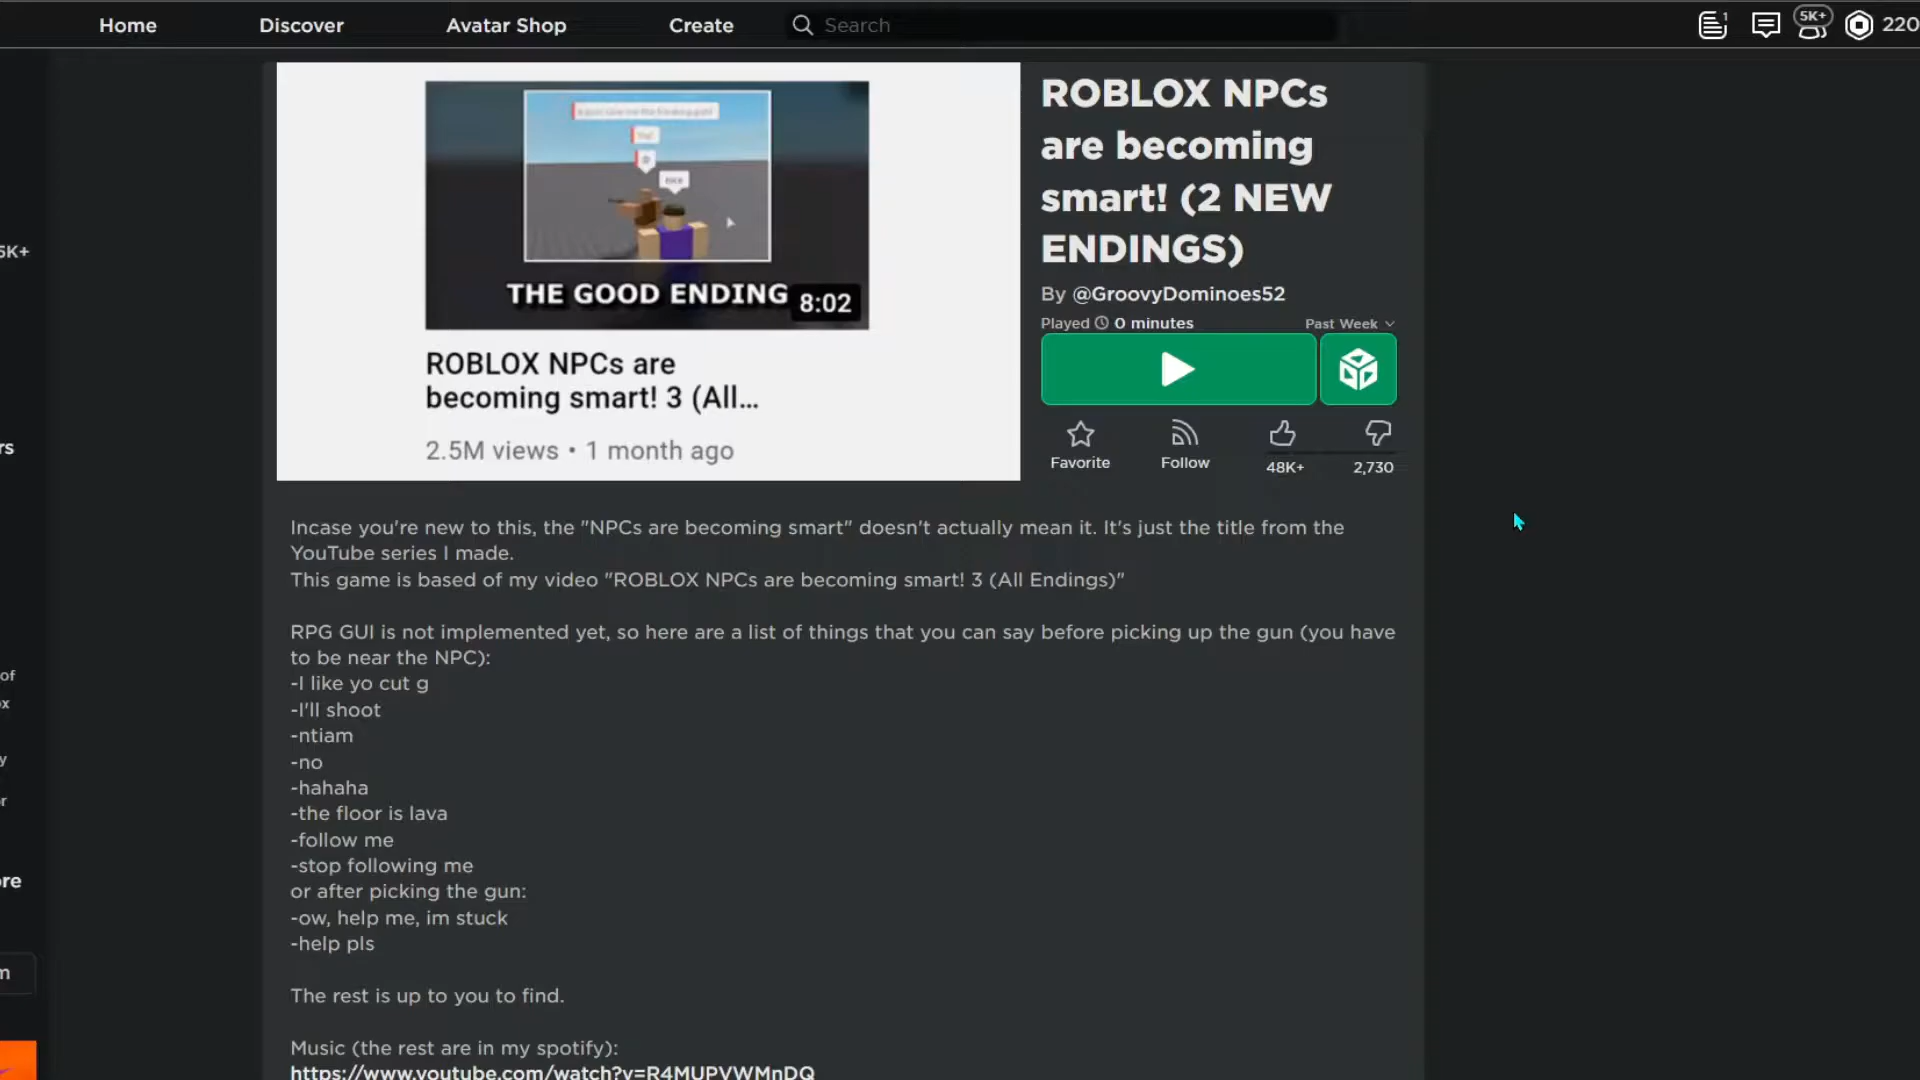 Home Discover Avatar Shop Create Search 1 5K+ 220
ROBLOX NPCs
are becoming
smart! (2 NEW
ENDINGS)
By @GroovyDominoes52
Played 0 minutes Past Week
Favorite Follow 48K+ 2,730
nice
THE GOOD ENDING 8:02
ROBLOX NPCs are
becoming smart! 3 (All...
2.5M views • 1 month ago
5K+
rs
of
ox
y
or
ore
m
Incase you're new to this, the "NPCs are becoming smart" doesn't actually mean it. It's just the title from the
YouTube series I made.
This game is based of my video "ROBLOX NPCs are becoming smart! 3 (All Endings)"
RPG GUI is not implemented yet, so here are a list of things that you can say before picking up the gun (you have
to be near the NPC):
-I like yo cut g
-I'll shoot
-ntiam
-no
-hahaha
-the floor is lava
-follow me
-stop following me
or after picking the gun:
-ow, help me, im stuck
-help pls
The rest is up to you to find.
Music (the rest are in my spotify):
https://www.youtube.com/watch?v=R4MUPVWMnDQ